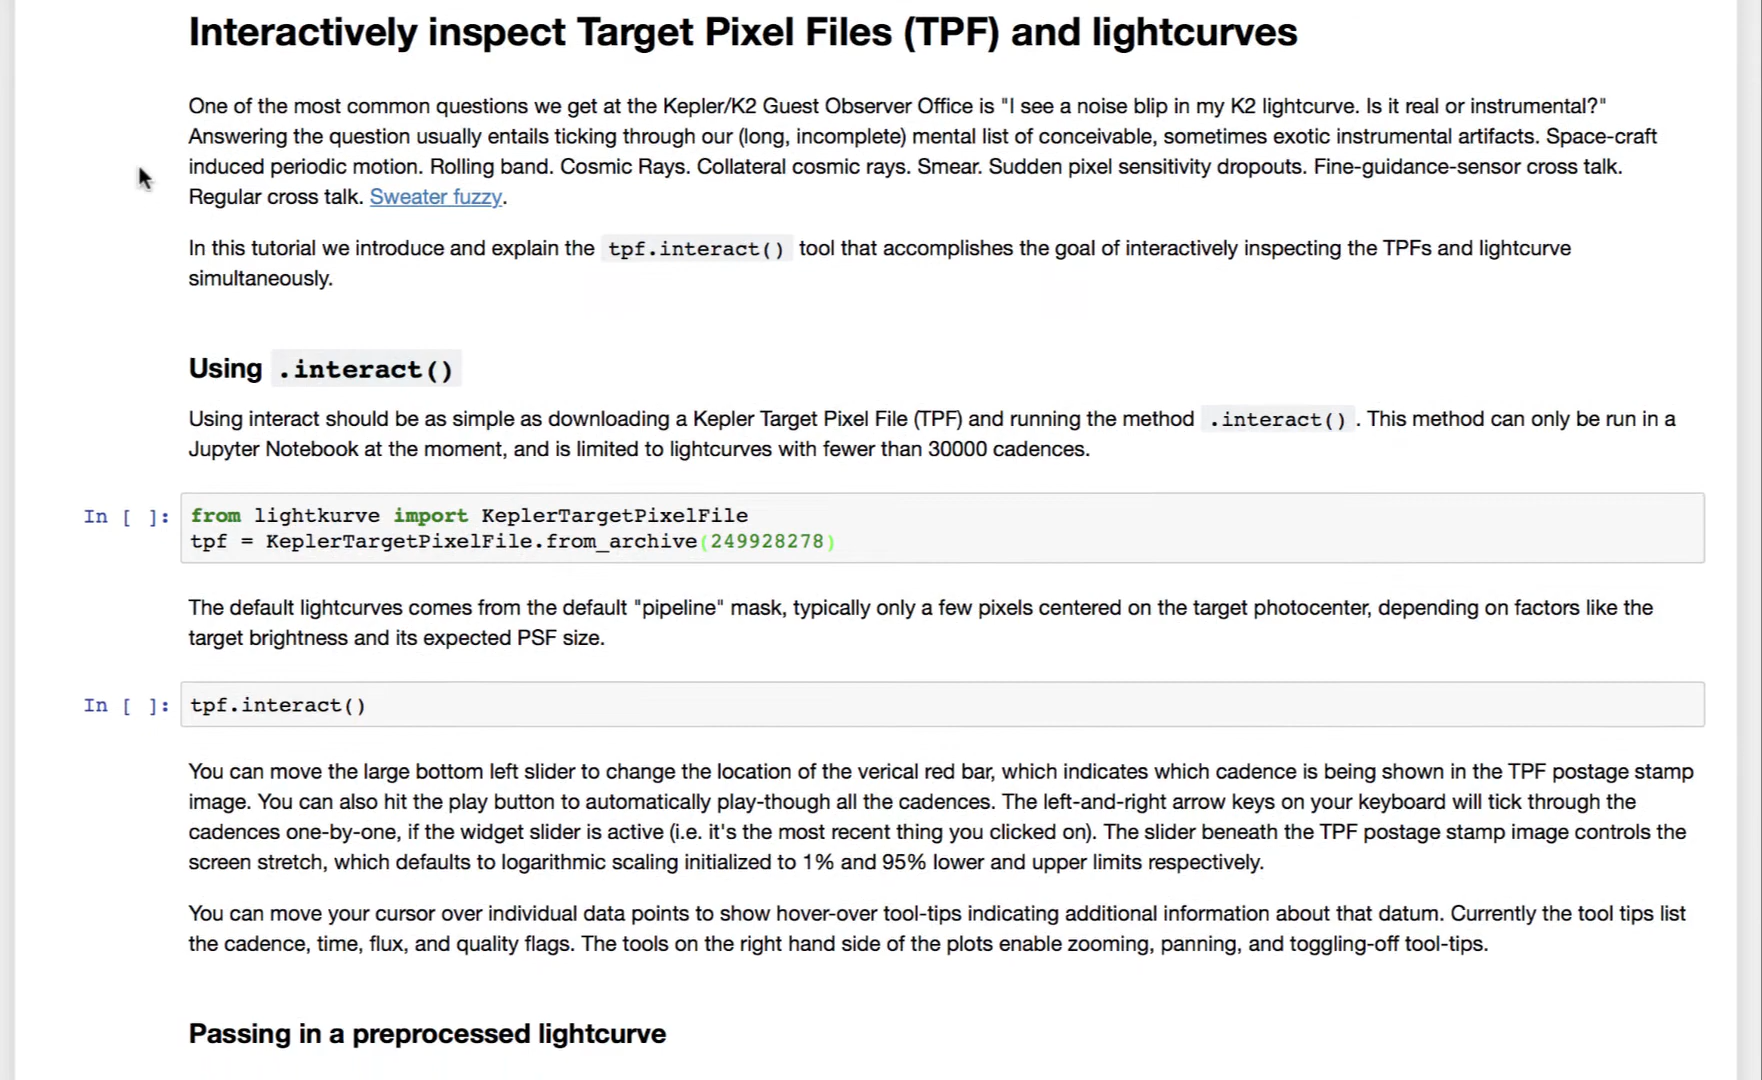 Interactively inspect Target Pixel Files (TPF) and lightcurves
One of the most common questions we get at the Kepler/K2 Guest Observer Office is "I see a noise blip in my K2 lightcurve. Is it real or instrumental?"
Answering the question usually entails ticking through our (long, incomplete) mental list of conceivable, sometimes exotic instrumental artifacts. Space-craft
induced periodic motion. Rolling band. Cosmic Rays. Collateral cosmic rays. Smear. Sudden pixel sensitivity dropouts. Fine-guidance-sensor cross talk.
Regular cross talk. Sweater fuzzy.
In this tutorial we introduce and explain the tpf.interact() tool that accomplishes the goal of interactively inspecting the TPFs and lightcurve
simultaneously.
Using .interact()
Using interact should be as simple as downloading a Kepler Target Pixel File (TPF) and running the method .interact(). This method can only be run in a
Jupyter Notebook at the moment, and is limited to lightcurves with fewer than 30000 cadences.
In [ ]: from lightkurve import KeplerTargetPixelFile
tpf = KeplerTargetPixelFile.from_archive(249928278)
The default lightcurves comes from the default "pipeline" mask, typically only a few pixels centered on the target photocenter, depending on factors like the
target brightness and its expected PSF size.
In [ ]: tpf.interact()
You can move the large bottom left slider to change the location of the verical red bar, which indicates which cadence is being shown in the TPF postage stamp
image. You can also hit the play button to automatically play-though all the cadences. The left-and-right arrow keys on your keyboard will tick through the
cadences one-by-one, if the widget slider is active (i.e. it's the most recent thing you clicked on). The slider beneath the TPF postage stamp image controls the
screen stretch, which defaults to logarithmic scaling initialized to 1% and 95% lower and upper limits respectively.
You can move your cursor over individual data points to show hover-over tool-tips indicating additional information about that datum. Currently the tool tips list
the cadence, time, flux, and quality flags. The tools on the right hand side of the plots enable zooming, panning, and toggling-off tool-tips.
Passing in a preprocessed lightcurve